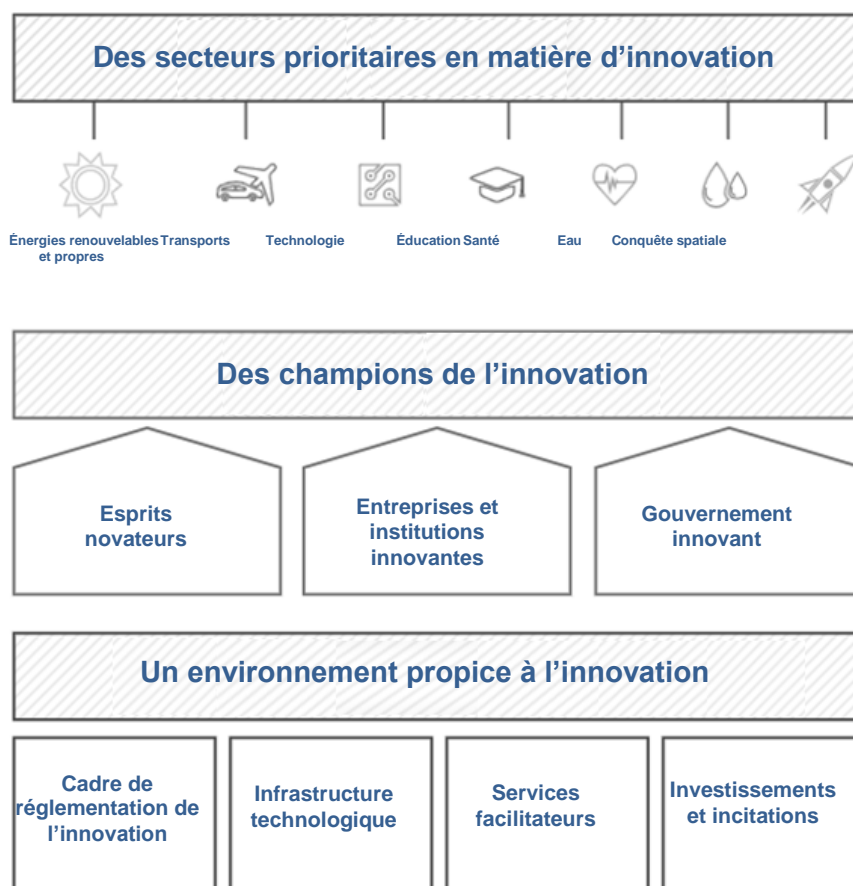 Des secteurs prioritaires en matière d’innovation
Énergies renouvelables Transports Technologie Éducation Santé Eau Conquête spatiale
et propres
Des champions de l’innovation
Esprits
novateurs
Entreprises et
institutions
innovantes
Gouvernement
innovant
Un environnement propice à l’innovation
Cadre de
réglementation de
l’innovation
Infrastructure
technologique
Services
facilitateurs
Investissements
et incitations